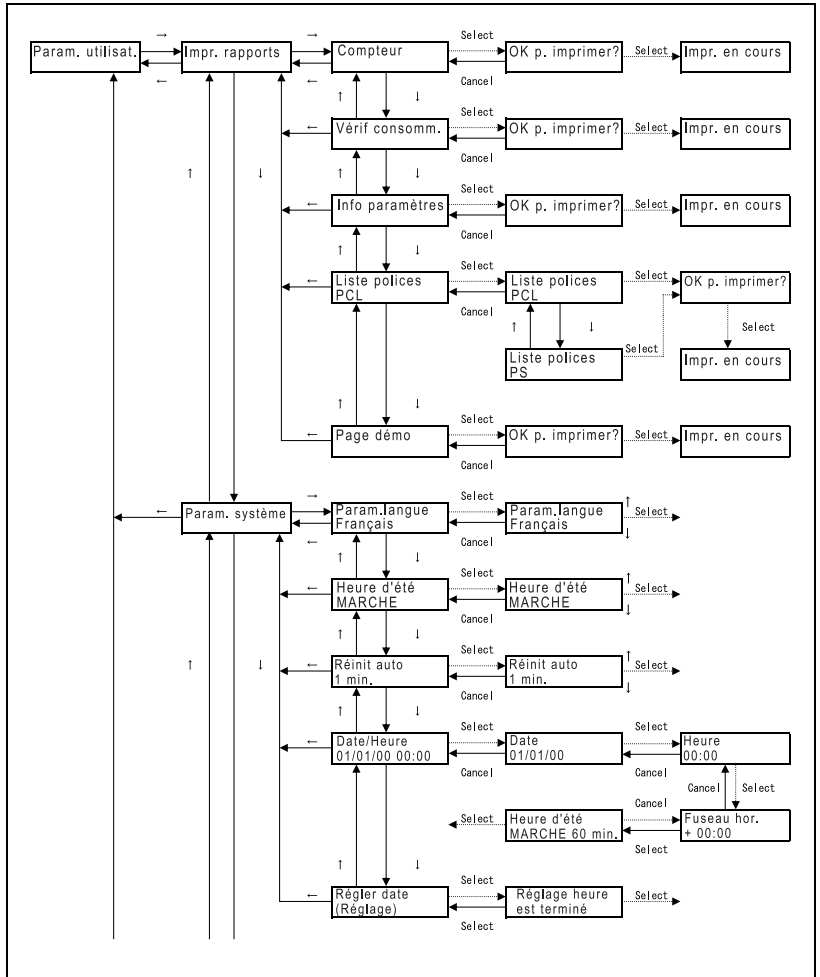 → → Select
Param. utilisat. Impr. rapports Compteur OK p. imprimer? Select Impr. en cours
← ← Cancel
↑ ↓
Select
← Vérif consomm. OK p. imprimer? Select Impr. en cours
Cancel
↑ ↓ ↑ ↓
Select
← Info paramètres OK p. imprimer? Select Impr. en cours
Cancel
↑ ↓
Select
← Liste polices Liste polices Select OK p. imprimer?
PCL PCL
Cancel
↑ ↓ Select
Liste polices Select Impr. en cours
PS
↑ ↓
Select
← Page démo OK p. imprimer? Select Impr. en cours
Cancel
→ Select
← Param. système Param.langue Param.langue ↑ Select
Français Français ↓
← Cancel
↑ ↓
Select
← Heure d'été Heure d'été ↑ Select
MARCHE MARCHE ↓
Cancel
↑ ↓
Select
↑ ↓ ← Réinit auto Réinit auto ↑ Select
1 min. 1 min. ↓
Cancel
↑ ↓
Select Select
← Date/Heure Date Heure
01/01/00 00:00 01/01/00 00:00
Cancel Cancel
Cancel Select
Cancel
Select Heure d'été Fuseau hor.
MARCHE 60 min. + 00:00
Select
↑ ↓
Select
← Régler date Réglage heure Select
(Réglage) est terminé
Select